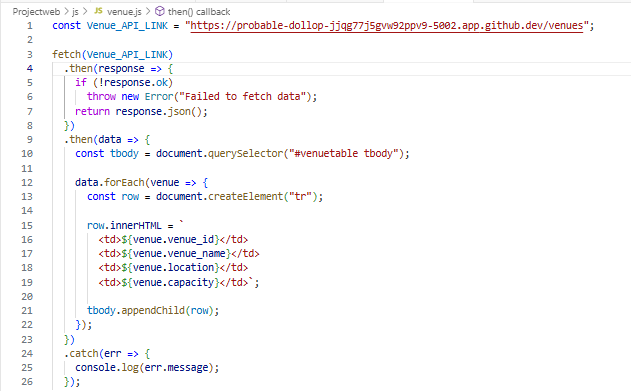 Projectweb > js > JS venue.js > then() callback
1 const Venue_API_LINK = "https://probable-dollop-jjqg77j5gvw92ppv9-5002.app.github.dev/venues";
2
3 fetch(Venue_API_LINK)
4 .then(response => {
5 if (!response.ok)
6 throw new Error("Failed to fetch data");
7 return response.json();
8 })
9 .then(data => {
10 const tbody = document.querySelector("#venuetable tbody");
11
12 data.forEach(venue => {
13 const row = document.createElement("tr");
14
15 row.innerHTML = `
16 <td>${venue.venue_id}</td>
17 <td>${venue.venue_name}</td>
18 <td>${venue.location}</td>
19 <td>${venue.capacity}</td>`;
20
21 tbody.appendChild(row);
22 });
23 })
24 .catch(err => {
25 console.log(err.message);
26 });